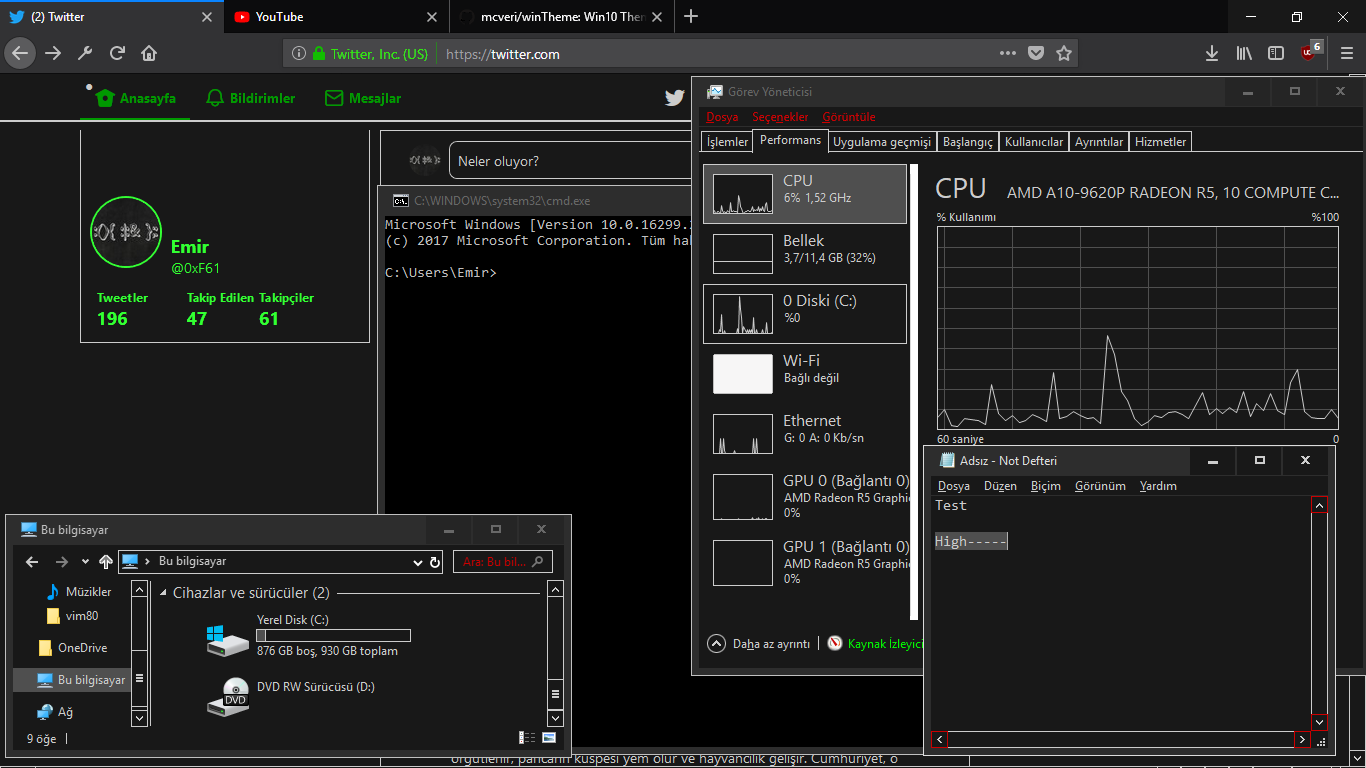 (2) Twitter
YouTube
mcveri/winTheme: Win10 Then
Twitter, Inc. (US)
https://twitter.com
6
Anasayfa
Bildirimler
Mesajlar
Neler oluyor?
:O{ $& }:
Emir
@0xF61
Tweetler Takip Edilen Takipçiler
196 47 61
C:\WINDOWS\system32\cmd.exe
Microsoft Windows [Version 10.0.16299.
(c) 2017 Microsoft Corporation. Tüm hak
C:\Users\Emir>
Görev Yöneticisi
Dosya Seçenekler Görüntüle
İşlemler Performans Uygulama geçmişi Başlangıç Kullanıcılar Ayrıntılar Hizmetler
CPU
6% 1,52 GHz
Bellek
3,7/11,4 GB (32%)
0 Diski (C:)
%0
Wi-Fi
Bağlı değil
Ethernet
G: 0 A: 0 Kb/sn
GPU 0 (Bağlantı 0)
AMD Radeon R5 Graphic
0%
GPU 1 (Bağlantı 0)
AMD Radeon R5 Graphic
0%
CPU AMD A10-9620P RADEON R5, 10 COMPUTE C...
% Kullanımı %100
60 saniye 0
Daha az ayrıntı
Kaynak İzleyici
Adsız - Not Defteri
Dosya Düzen Biçim Görünüm Yardım
Test
High-----
Bu bilgisayar
Bu bilgisayar
Ara: Bu bil...
Müzikler
vim80
OneDrive
Bu bilgisayar
Ağ
Cihazlar ve sürücüler (2)
Yerel Disk (C:)
876 GB boş, 930 GB toplam
DVD RW Sürücüsü (D:)
DVD
9 öğe
örgütlenir, pancarın küspesi yem olur ve hayvancılık gelişir. Cumhuriyet, o